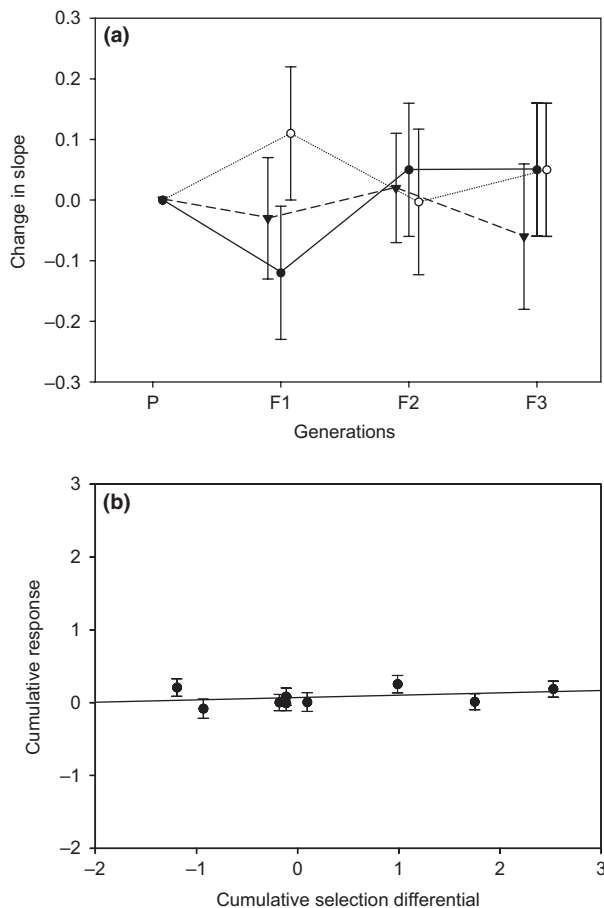 (a)
0.3
0.2
0.1
0.0
–0.1
–0.2
–0.3
Change in slope
P F1 F2 F3
Generations
(b)
3
2
1
0
–1
–2
Cumulative response
–2 –1 0 1 2 3
Cumulative selection differential